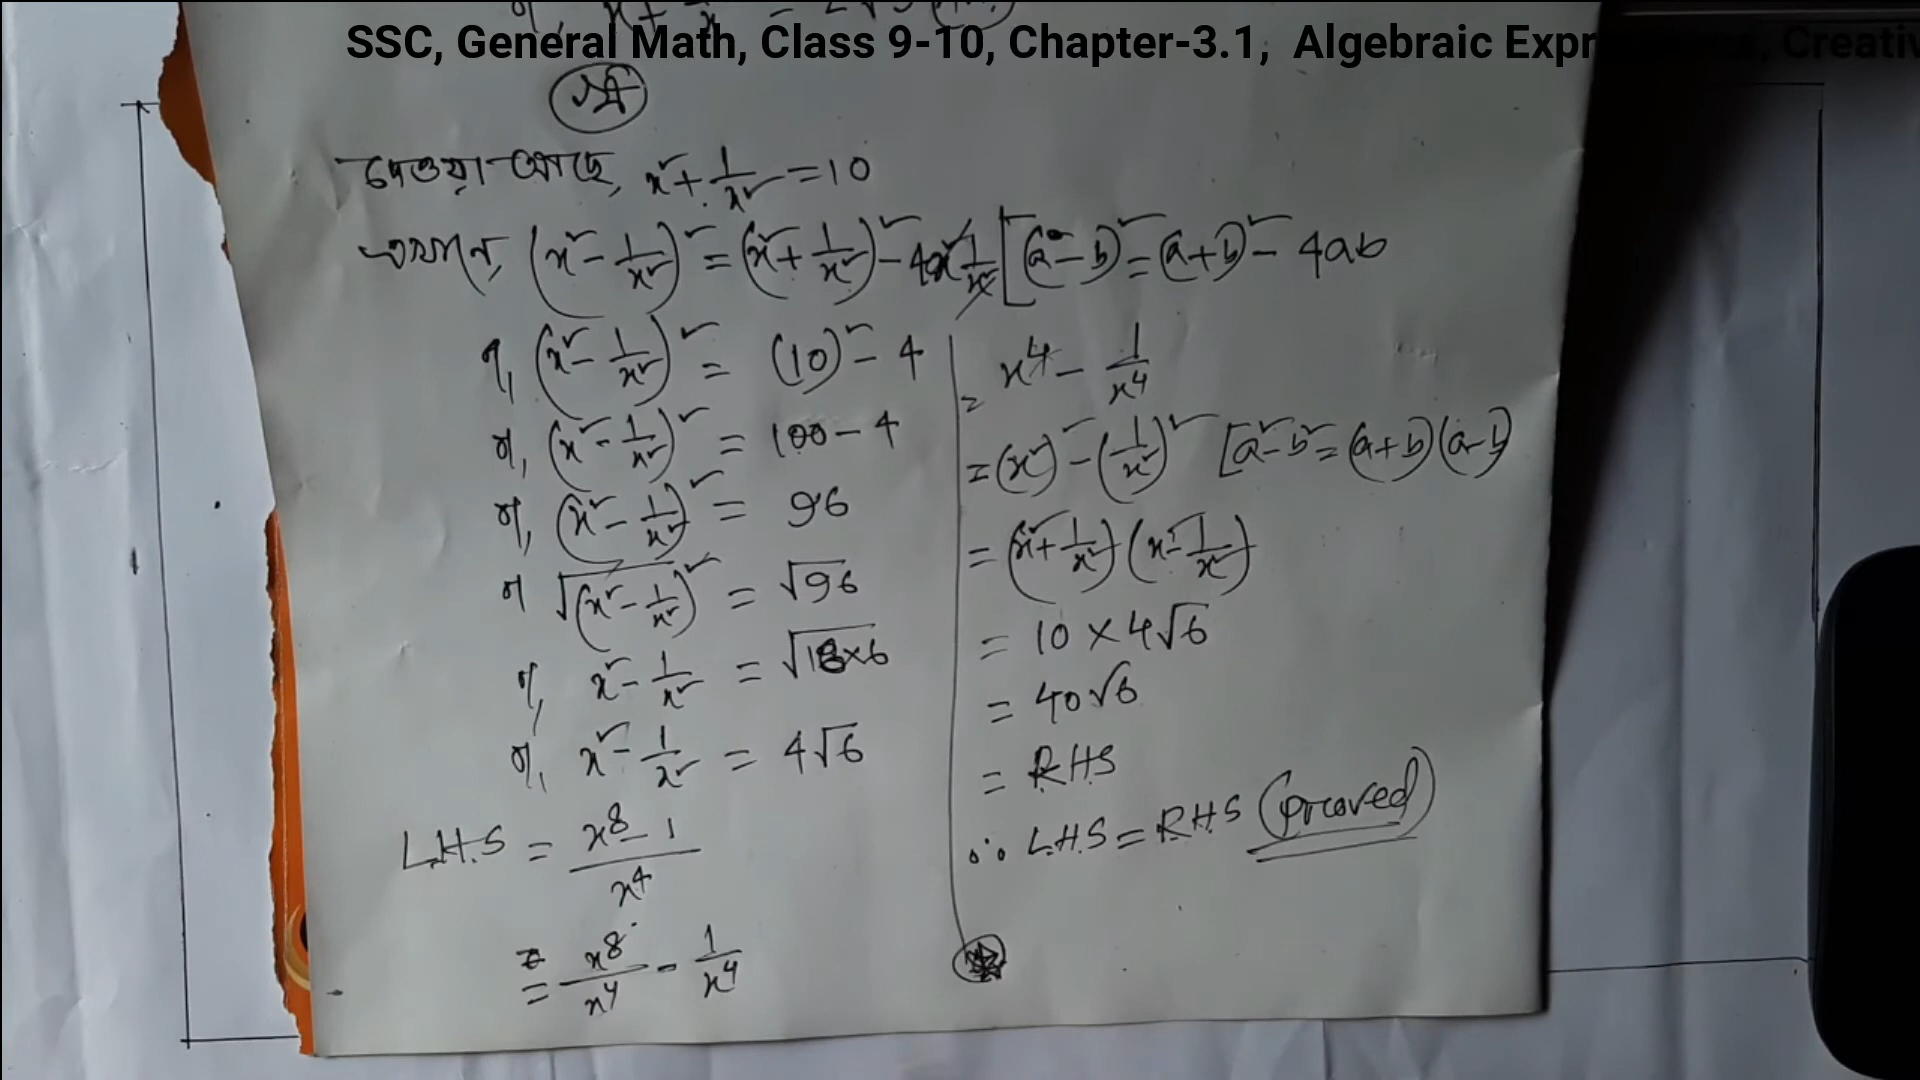 SSC, General Math, Class 9-10, Chapter-3.1, Algebraic Expressions, Creativ
দেওয়া আছে, x² + 1/x² = 10
(x² - 1/x²)² = (x² + 1/x²)² - 4·x²·1/x² [(a - b)² = (a+b)² - 4ab
বা, (x² - 1/x²)² = (10)² - 4
বা, (x² - 1/x²)² = 100 - 4
বা, (x² - 1/x²)² = 96
বা √(x² - 1/x²)² = √96
বা, x² - 1/x² = √16×6
বা, x² - 1/x² = 4√6
L.H.S = x⁸ - 1 / x⁴
= x⁸/x⁴ - 1/x⁴
= x⁴ - 1/x⁴
= (x²)² - (1/x²)² [a² - b² = (a+b)(a-b)
= (x² + 1/x²)(x² - 1/x²)
= 10 × 4√6
= 40√6
= RHS
∴ L.H.S = R.H.S (proved)